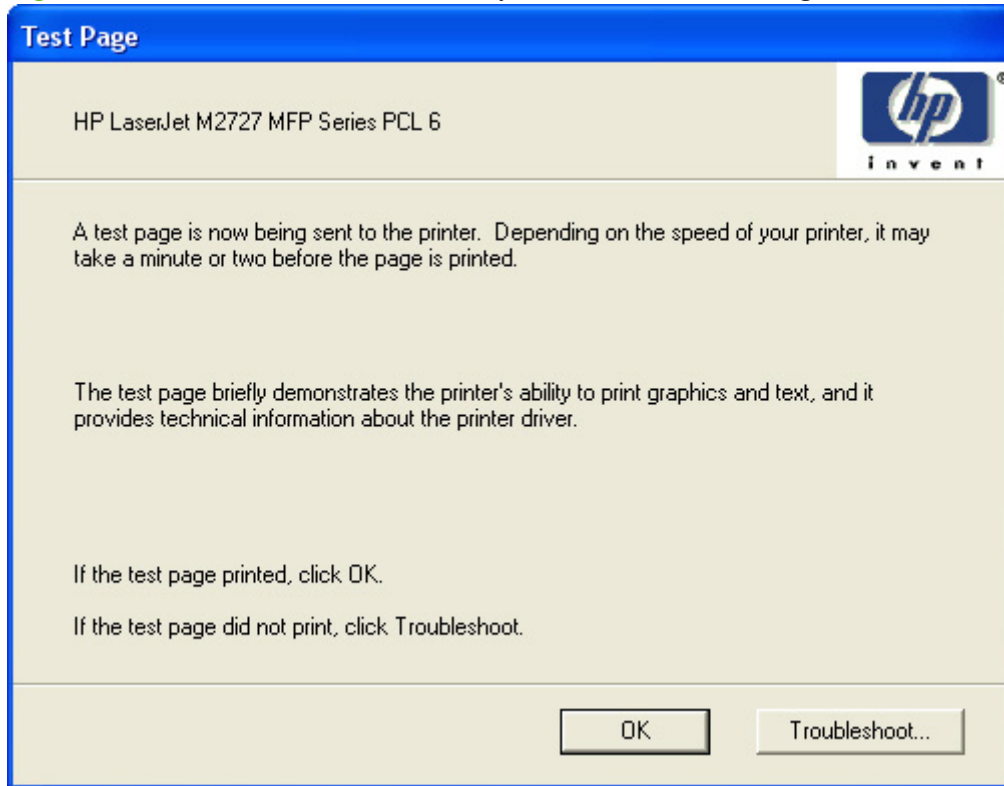 Test Page
HP LaserJet M2727 MFP Series PCL 6
hp
®
invent
A test page is now being sent to the printer. Depending on the speed of your printer, it may
take a minute or two before the page is printed.
The test page briefly demonstrates the printer's ability to print graphics and text, and it
provides technical information about the printer driver.
If the test page printed, click OK.
If the test page did not print, click Troubleshoot.
OK
Troubleshoot...